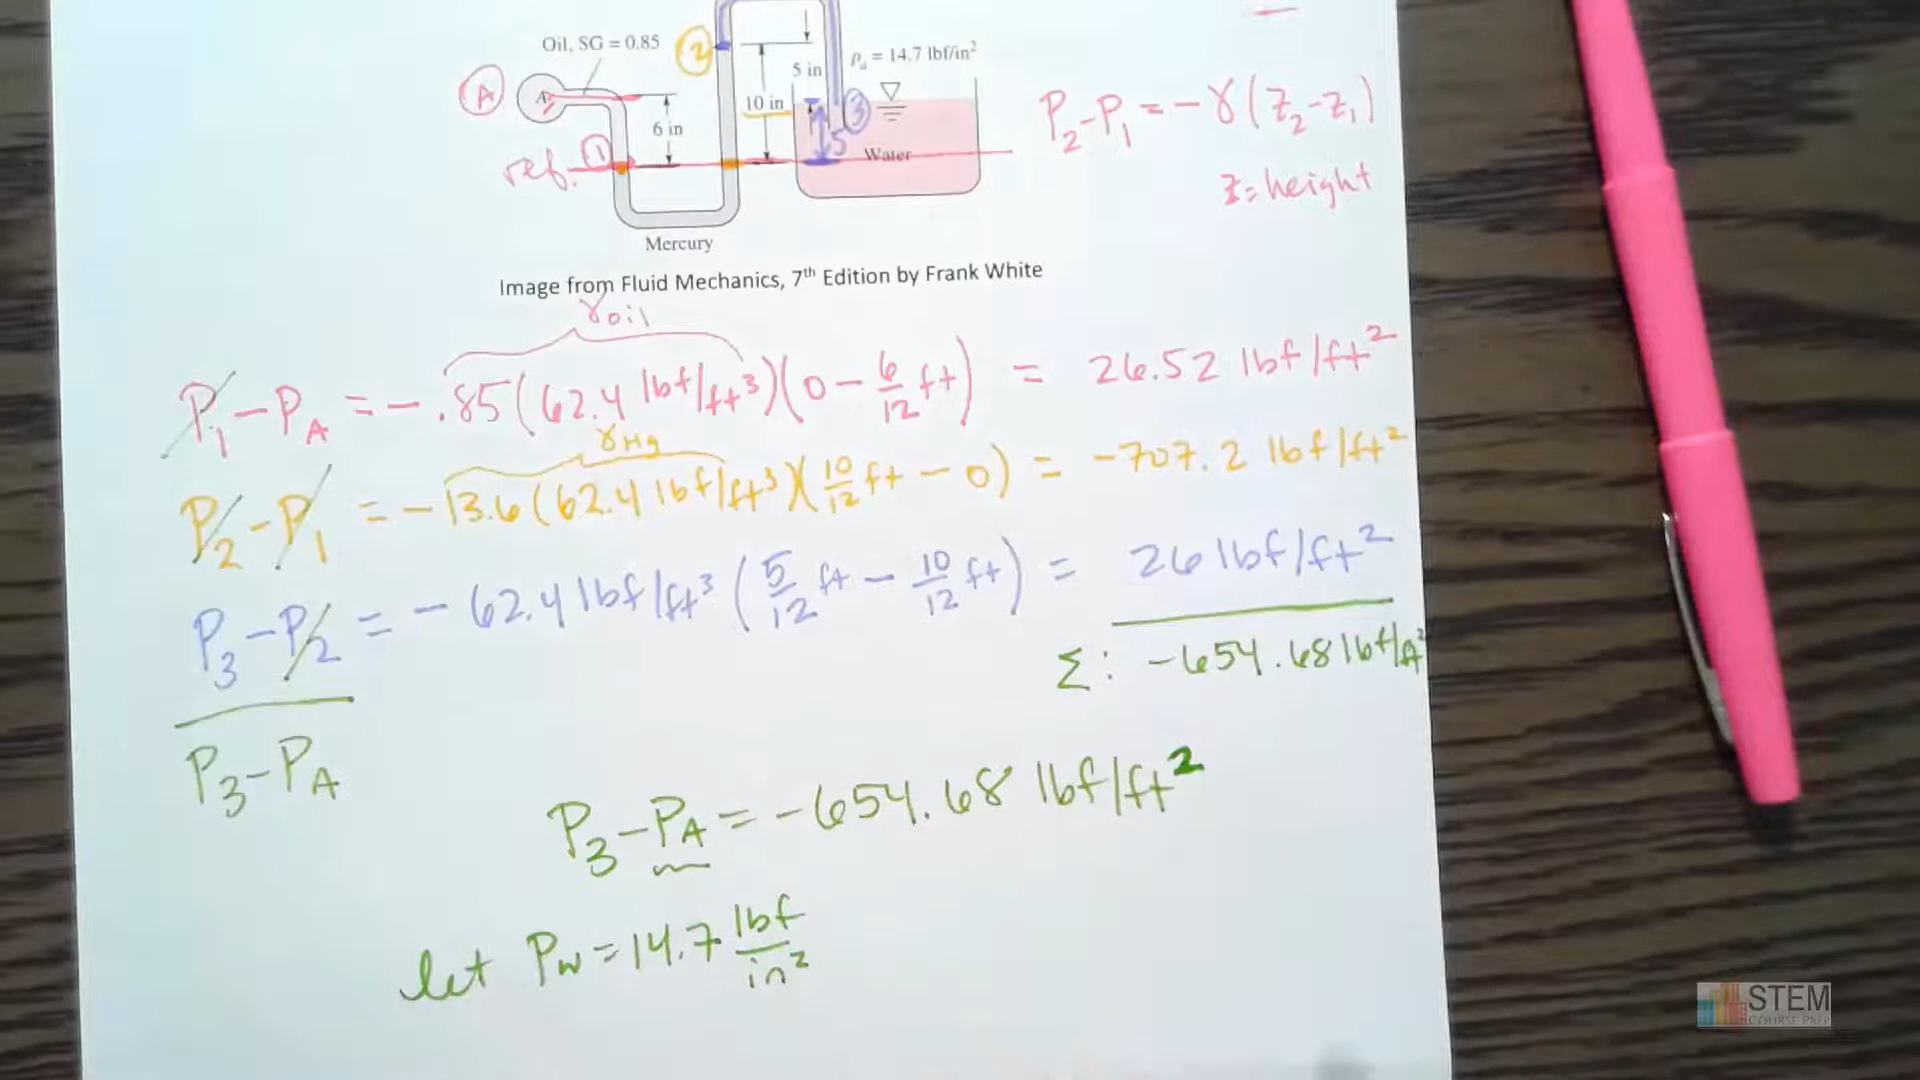 Oil, SG = 0.85
2
5 in
pₐ = 14.7 lbf/in²
A
A
10 in
6 in
3
5
ref.
1
Water
Mercury
P₂-P₁ = -γ(z₂-z₁)
z = height
Image from Fluid Mechanics, 7th Edition by Frank White
γoil
P₁ - P_A = - .85(62.4 lbf/ft³)(0 - 6/12 ft) = 26.52 lbf/ft²
γHg
P₂ - P₁ = - 13.6(62.4 lbf/ft³)(10/12 ft - 0) = -707.2 lbf/ft²
P₃ - P₂ = - 62.4 lbf/ft³ (5/12 ft - 10/12 ft) = 26 lbf/ft²
Σ: -654.68 lbf/ft²
P₃ - P_A
P₃ - P_A = -654.68 lbf/ft²
let Pw = 14.7 lbf/in²
STEM
COURSE PREP